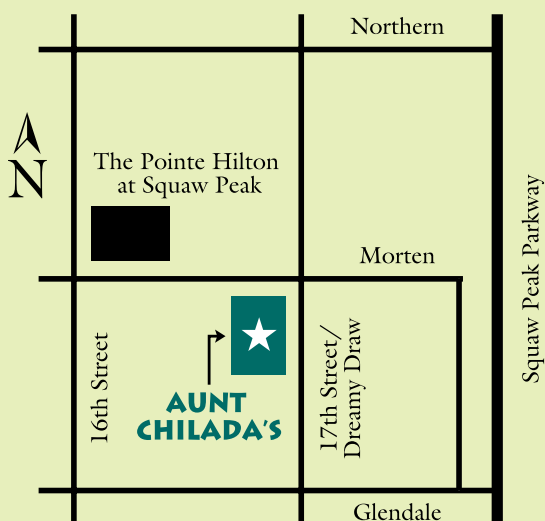 Northern
N
The Pointe Hilton
at Squaw Peak
Squaw Peak Parkway
Morten
16th Street
17th Street/
Dreamy Draw
AUNT
CHILADA'S
Glendale